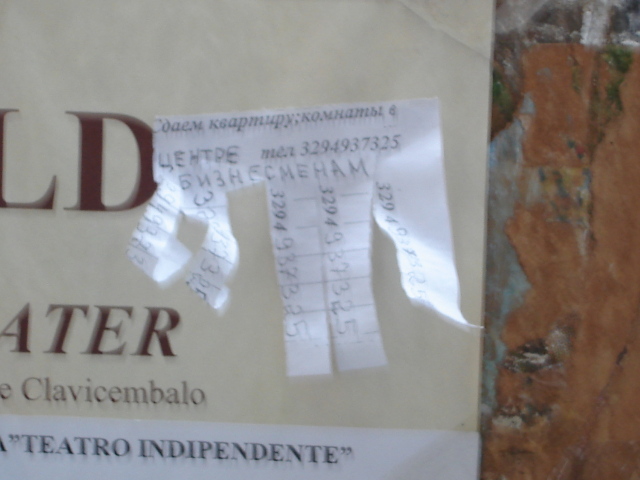 LD
Сдаем квартиру;комнаты в
ЦЕНТРЕ тел 3294937325
БИЗНЕСМЕНАМ
3294937325
3294937325
ATER
e Clavicembalo
A"TEATRO INDIPENDENTE"